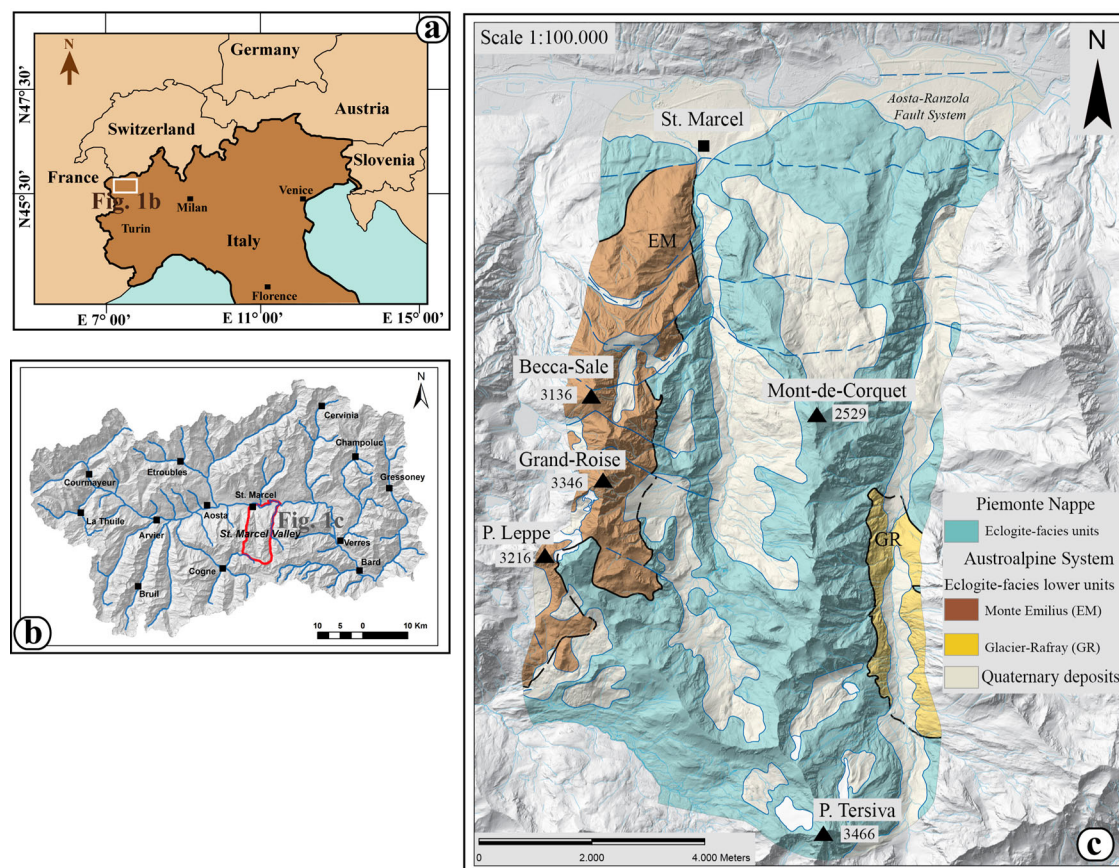 a
N
Germany
Austria
Switzerland
Slovenia
France
Fig. 1b
Milan
Venice
Turin
Italy
Florence
N47° 30'
N45° 30'
E 7° 00'
E 11° 00'
E 15° 00'
b
N
Cervinia
Champoluc
Etroubles
Courmayeur
Gressoney
St. Marcel
La Thuile
Aosta
Fig. 1c
Arvier
St. Marcel Valley
Verres
Cogne
Bard
Bruil
10 5 0 10 Km
c
Scale 1:100.000
N
Aosta-Ranzola
Fault System
St. Marcel
EM
Becca-Sale
3136
Mont-de-Corquet
2529
Grand-Roise
3346
P. Leppe
3216
GR
Piemonte Nappe
Eclogite-facies units
Austroalpine System
Eclogite-facies lower units
Monte Emilius (EM)
Glacier-Rafray (GR)
Quaternary deposits
P. Tersiva
3466
0 2.000 4.000 Meters